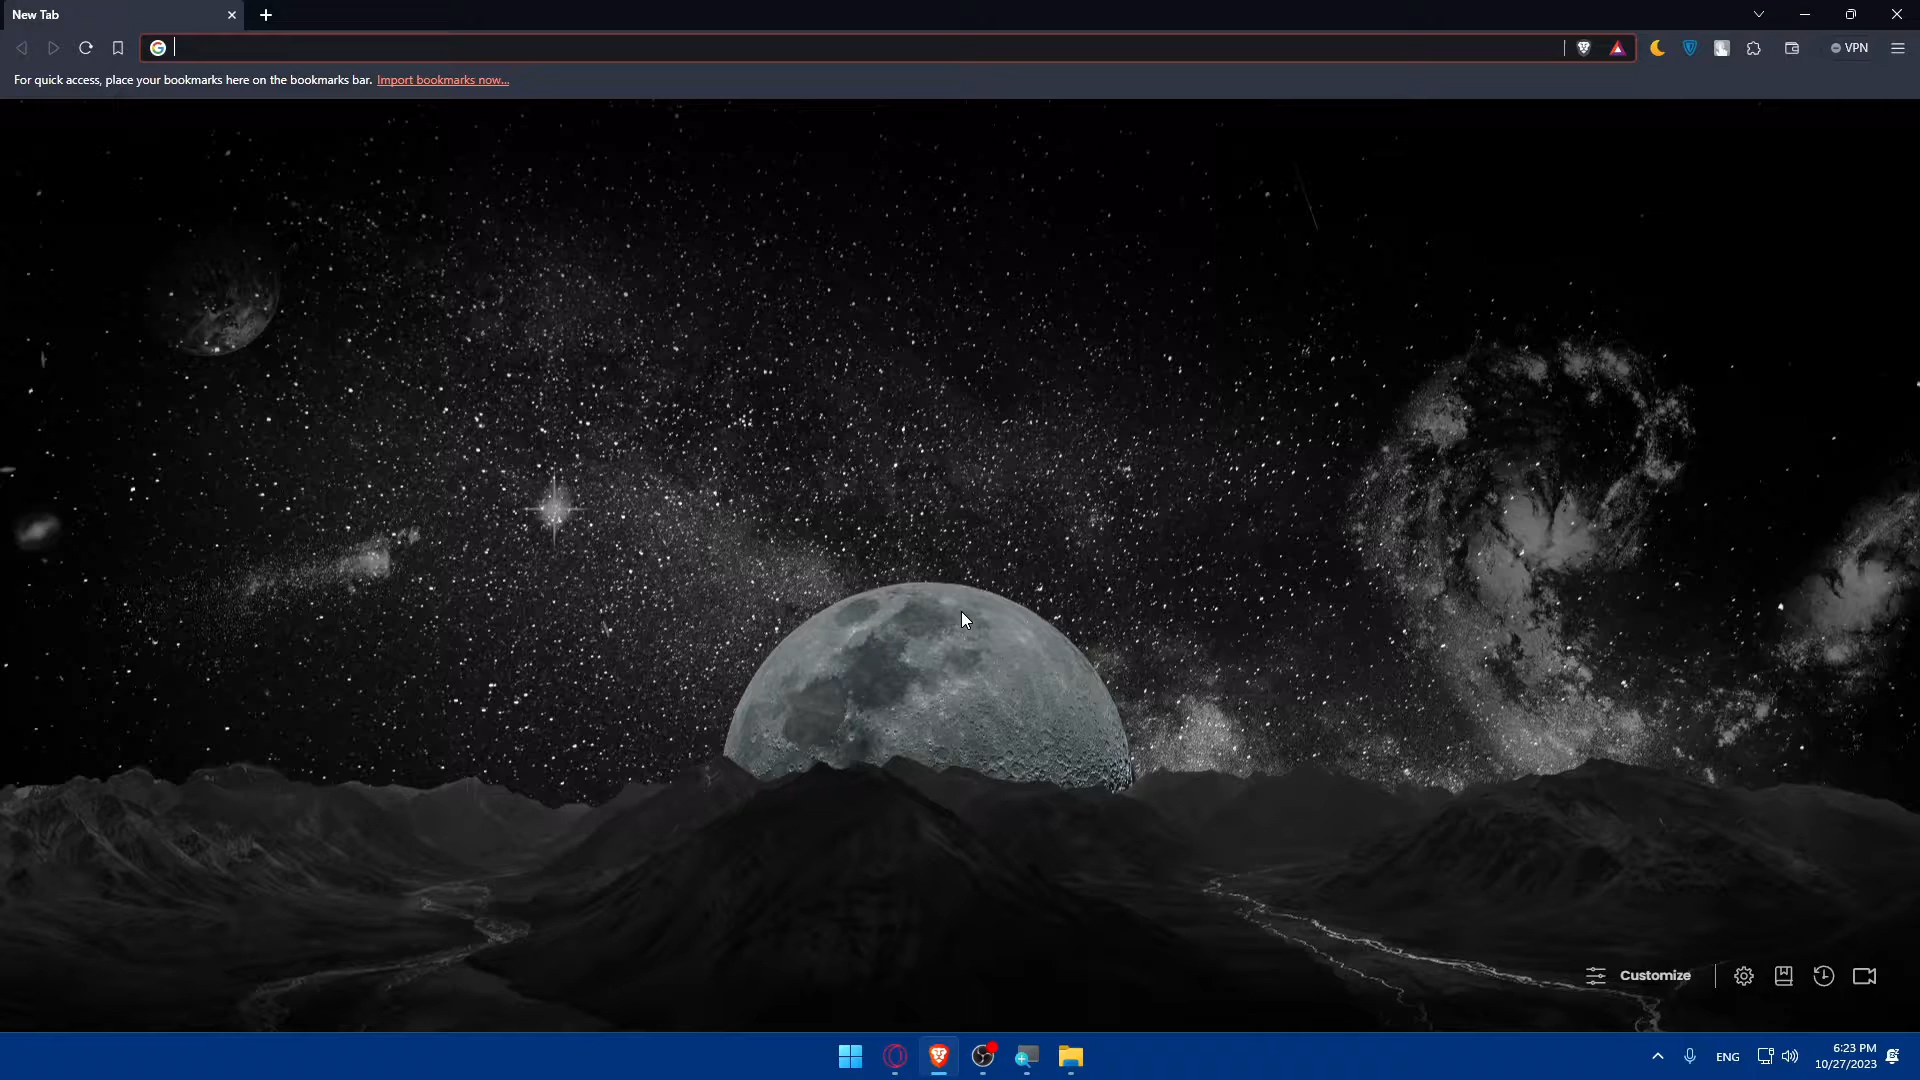 New Tab
VPN
For quick access, place your bookmarks here on the bookmarks bar. Import bookmarks now...
Customize
ENG
6:23 PM
10/27/2023